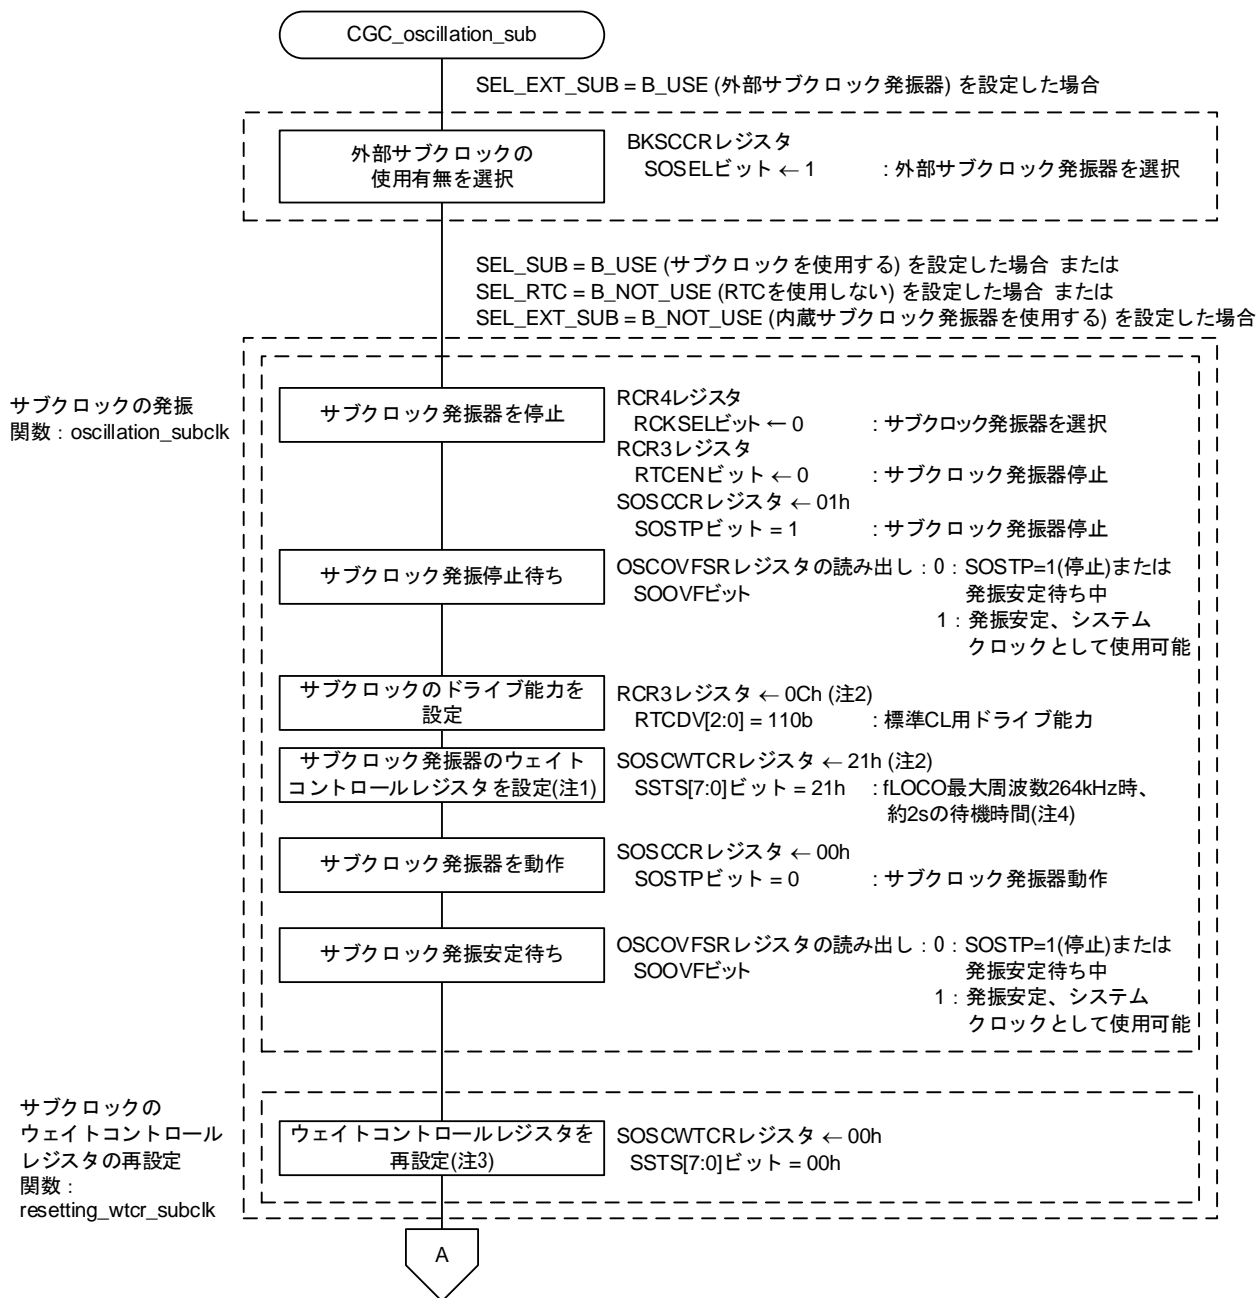 CGC_oscillation_sub
SEL_EXT_SUB = B_USE (外部サブクロック発振器) を設定した場合
外部サブクロックの
使用有無を選択
BKSCCRレジスタ
SOSELビット ← 1 : 外部サブクロック発振器を選択
SEL_SUB = B_USE (サブクロックを使用する) を設定した場合 または
SEL_RTC = B_NOT_USE (RTCを使用しない) を設定した場合 または
SEL_EXT_SUB = B_NOT_USE (内蔵サブクロック発振器を使用する) を設定した場合
サブクロックの発振
関数 : oscillation_subclk
サブクロック発振器を停止
RCR4レジスタ
RCKSELビット ← 0 : サブクロック発振器を選択
RCR3レジスタ
RTCENビット ← 0 : サブクロック発振器停止
SOSCCRレジスタ ← 01h
SOSTPビット = 1 : サブクロック発振器停止
サブクロック発振停止待ち
OSCOVFSRレジスタの読み出し : 0 : SOSTP=1(停止)または
SOOVFビット 発振安定待ち中
1 : 発振安定、システム
クロックとして使用可能
サブクロックのドライブ能力を
設定
RCR3レジスタ ← 0Ch (注2)
RTCDV[2:0] = 110b : 標準CL用ドライブ能力
サブクロック発振器のウェイト
コントロールレジスタを設定(注1)
SOSCWTCRレジスタ ← 21h (注2)
SSTS[7:0]ビット = 21h : fLOCO最大周波数264kHz時、
約2sの待機時間(注4)
サブクロック発振器を動作
SOSCCRレジスタ ← 00h
SOSTPビット = 0 : サブクロック発振器動作
サブクロック発振安定待ち
OSCOVFSRレジスタの読み出し : 0 : SOSTP=1(停止)または
SOOVFビット 発振安定待ち中
1 : 発振安定、システム
クロックとして使用可能
サブクロックの
ウェイトコントロール
レジスタの再設定
関数 :
resetting_wtcr_subclk
ウェイトコントロールレジスタを
再設定(注3)
SOSCWTCRレジスタ ← 00h
SSTS[7:0]ビット = 00h
A